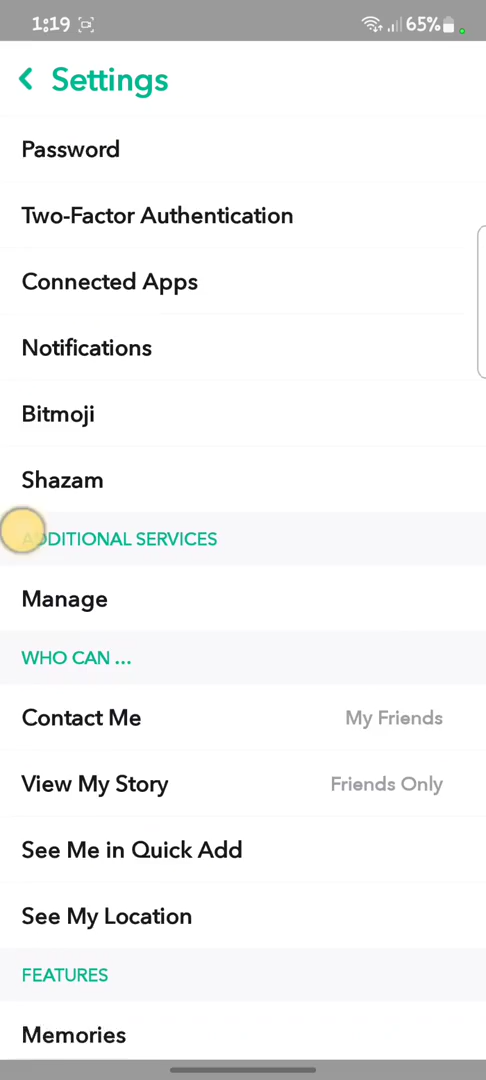 1:19
65%
Settings
Password
Two-Factor Authentication
Connected Apps
Notifications
Bitmoji
Shazam
ADDITIONAL SERVICES
Manage
WHO CAN ...
Contact Me My Friends
View My Story Friends Only
See Me in Quick Add
See My Location
FEATURES
Memories